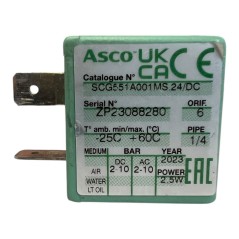 Asco UK CA CE
Catalogue N°
SCG551A001MS 24/DC
Serial N° ORIF.
ZP23088280 6
T° amb. min/max. (°C) PIPE
-25C +60C 1/4
MEDIUM BAR YEAR
AIR DC AC 2023
WATER 2-10 2-10 POWER
LT OIL 2,5W EAC